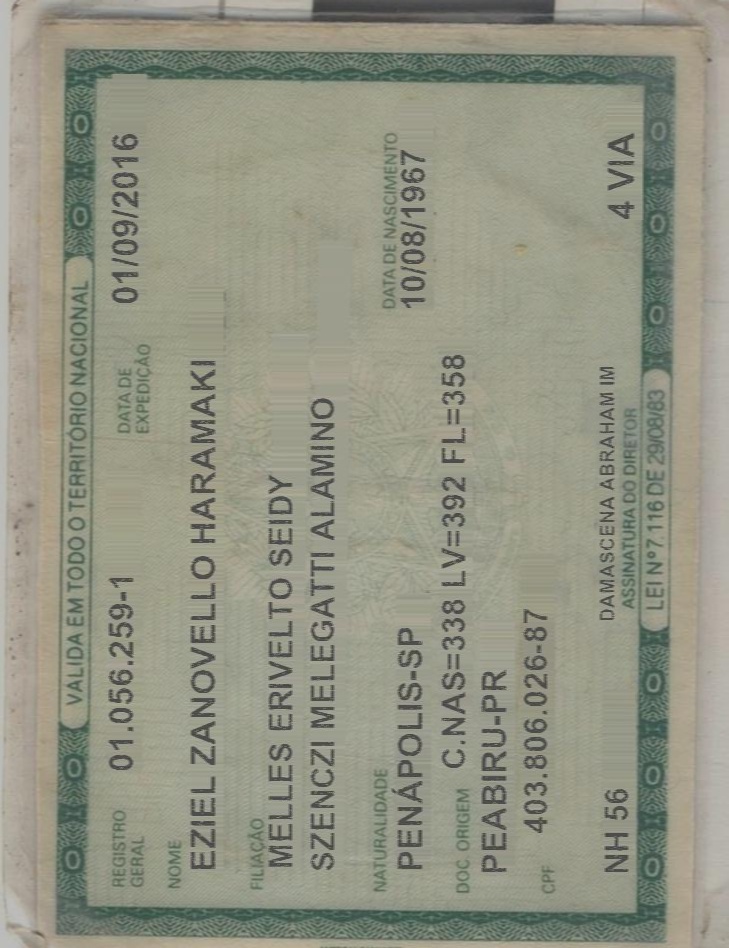 VÁLIDA EM TODO O TERRITÓRIO NACIONAL
REGISTRO GERAL 01.056.259-1 DATA DE EXPEDIÇÃO 01/09/2016
NOME
EZIEL ZANOVELLO HARAMAKI
FILIAÇÃO
MELLES ERIVELTO SEIDY
SZENCZI MELEGATTI ALAMINO
NATURALIDADE DATA DE NASCIMENTO
PENÁPOLIS-SP 10/08/1967
DOC. ORIGEM C.NAS=338 LV=392 FL=358
PEABIRU-PR
CPF 403.806.026-87
NH 56 DAMASCENA ABRAHAM IM 4 VIA
ASSINATURA DO DIRETOR
LEI Nº 7.116 DE 29/08/83